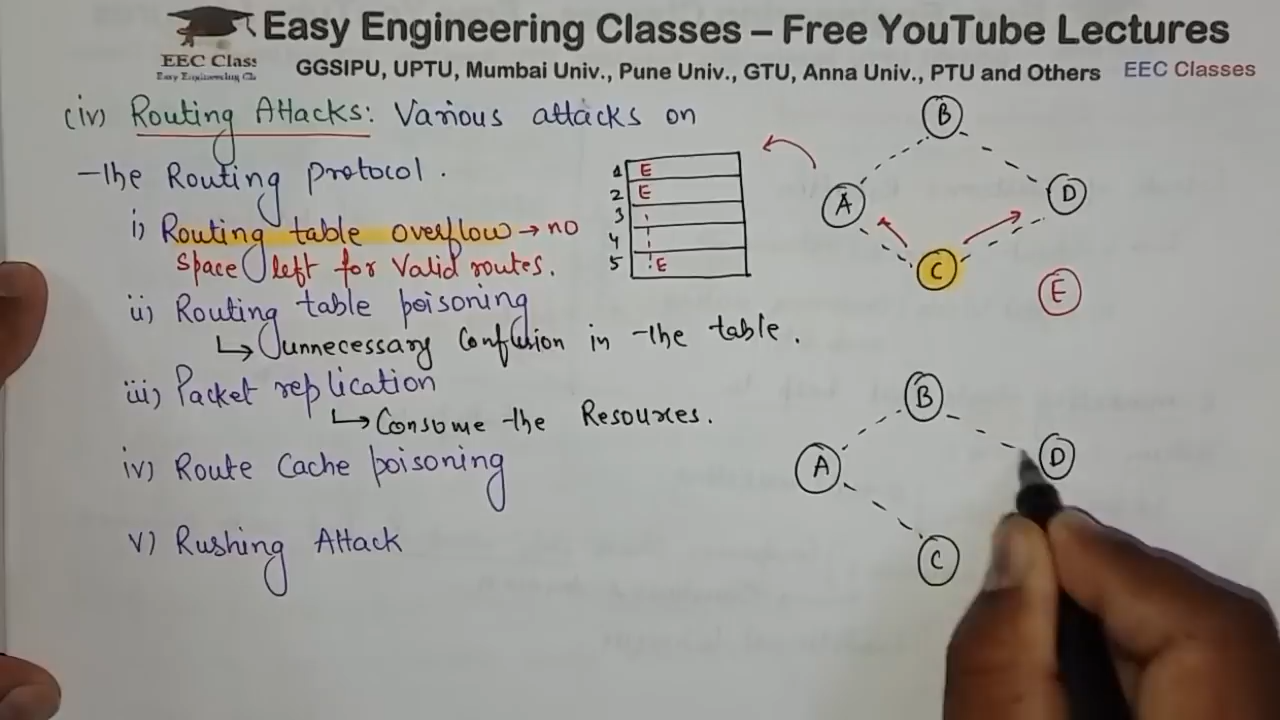 Easy Engineering Classes – Free YouTube Lectures
EEC Class
Easy Engineering Cla
GGSIPU, UPTU, Mumbai Univ., Pune Univ., GTU, Anna Univ., PTU and Others
EEC Classes
(iv) Routing Attacks: Various attacks on
the Routing protocol.
i) Routing table overflow → no
space left for valid routes.
ii) Routing table poisoning
↳ unnecessary confusion in the table.
iii) Packet replication
↳ Consume the Resources.
iv) Route Cache poisoning
v) Rushing Attack
1 E
2 E
3
4
5 E
B
A
D
C
E
B
A
D
C